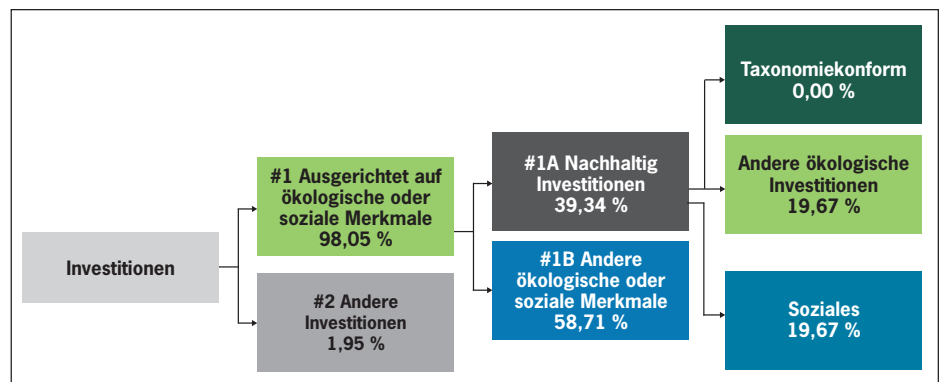 Investitionen
#1 Ausgerichtet auf
ökologische oder
soziale Merkmale
98,05 %
#2 Andere
Investitionen
1,95 %
#1A Nachhaltig
Investitionen
39,34 %
#1B Andere
ökologische oder
soziale Merkmale
58,71 %
Taxonomiekonform
0,00 %
Andere ökologische
Investitionen
19,67 %
Soziales
19,67 %